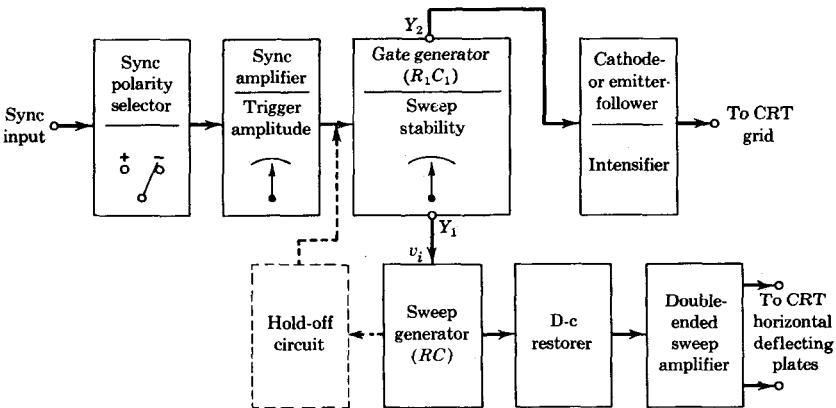 Sync
input
Sync
polarity
selector
+
−
Sync
amplifier
Trigger
amplitude
Y₂
Gate generator
(R₁C₁)
Sweep
stability
Y₁
vᵢ
Cathode-
or emitter-
follower
Intensifier
To CRT
grid
Hold-off
circuit
Sweep
generator
(RC)
D-c
restorer
Double-
ended
sweep
amplifier
To CRT
horizontal
deflecting
plates